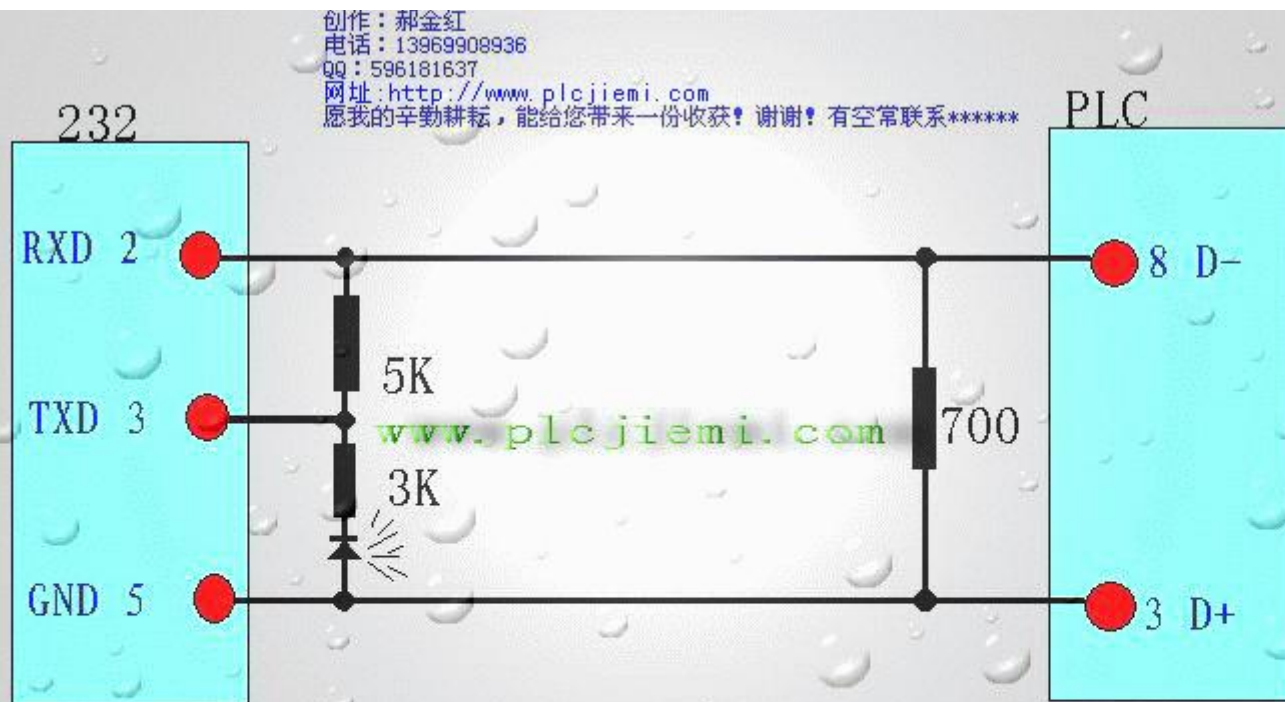 创作：郝金红
电话：13969908936
QQ：596181637
网址:http://www.plcjiemi.com
愿我的辛勤耕耘，能给您带来一份收获！谢谢！有空常联系******
232
PLC
RXD 2
8 D-
5K
TXD 3
www.plcjiemi.com
700
3K
GND 5
3 D+